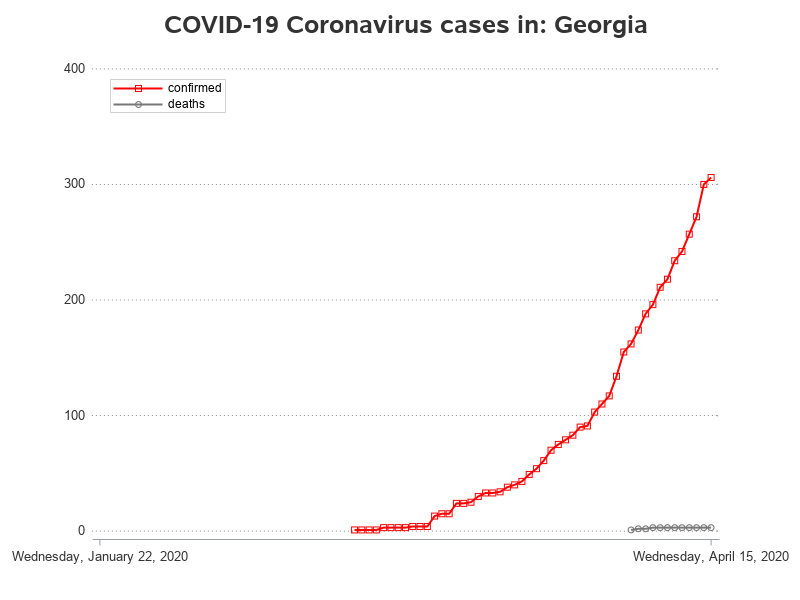 COVID-19 Coronavirus cases in: Georgia
400
confirmed
deaths
300
200
100
0
Wednesday, January 22, 2020
Wednesday, April 15, 2020